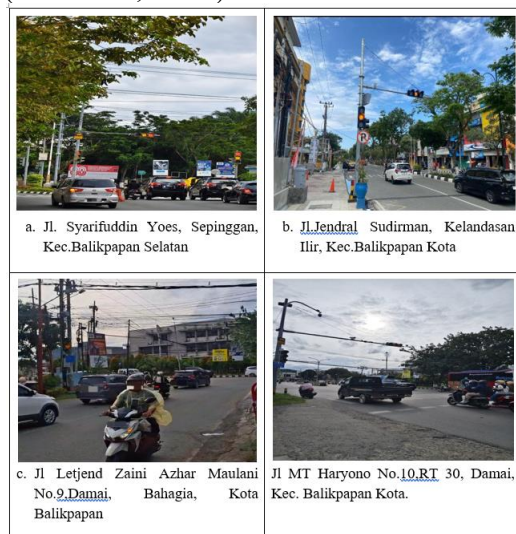 a. Jl. Syarifuddin Yoes, Sepinggan,
Kec.Balikpapan Selatan
b. Jl.Jendral Sudirman, Kelandasan
Ilir, Kec.Balikpapan Kota
c. Jl Letjend Zaini Azhar Maulani
No.9,Damai, Bahagia, Kota
Balikpapan
Jl MT Haryono No.10,RT 30, Damai,
Kec. Balikpapan Kota.